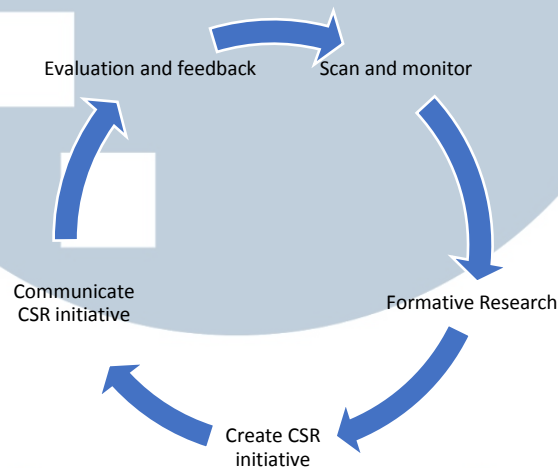 Evaluation and feedback
Scan and monitor
Formative Research
Create CSR
initiative
Communicate
CSR initiative